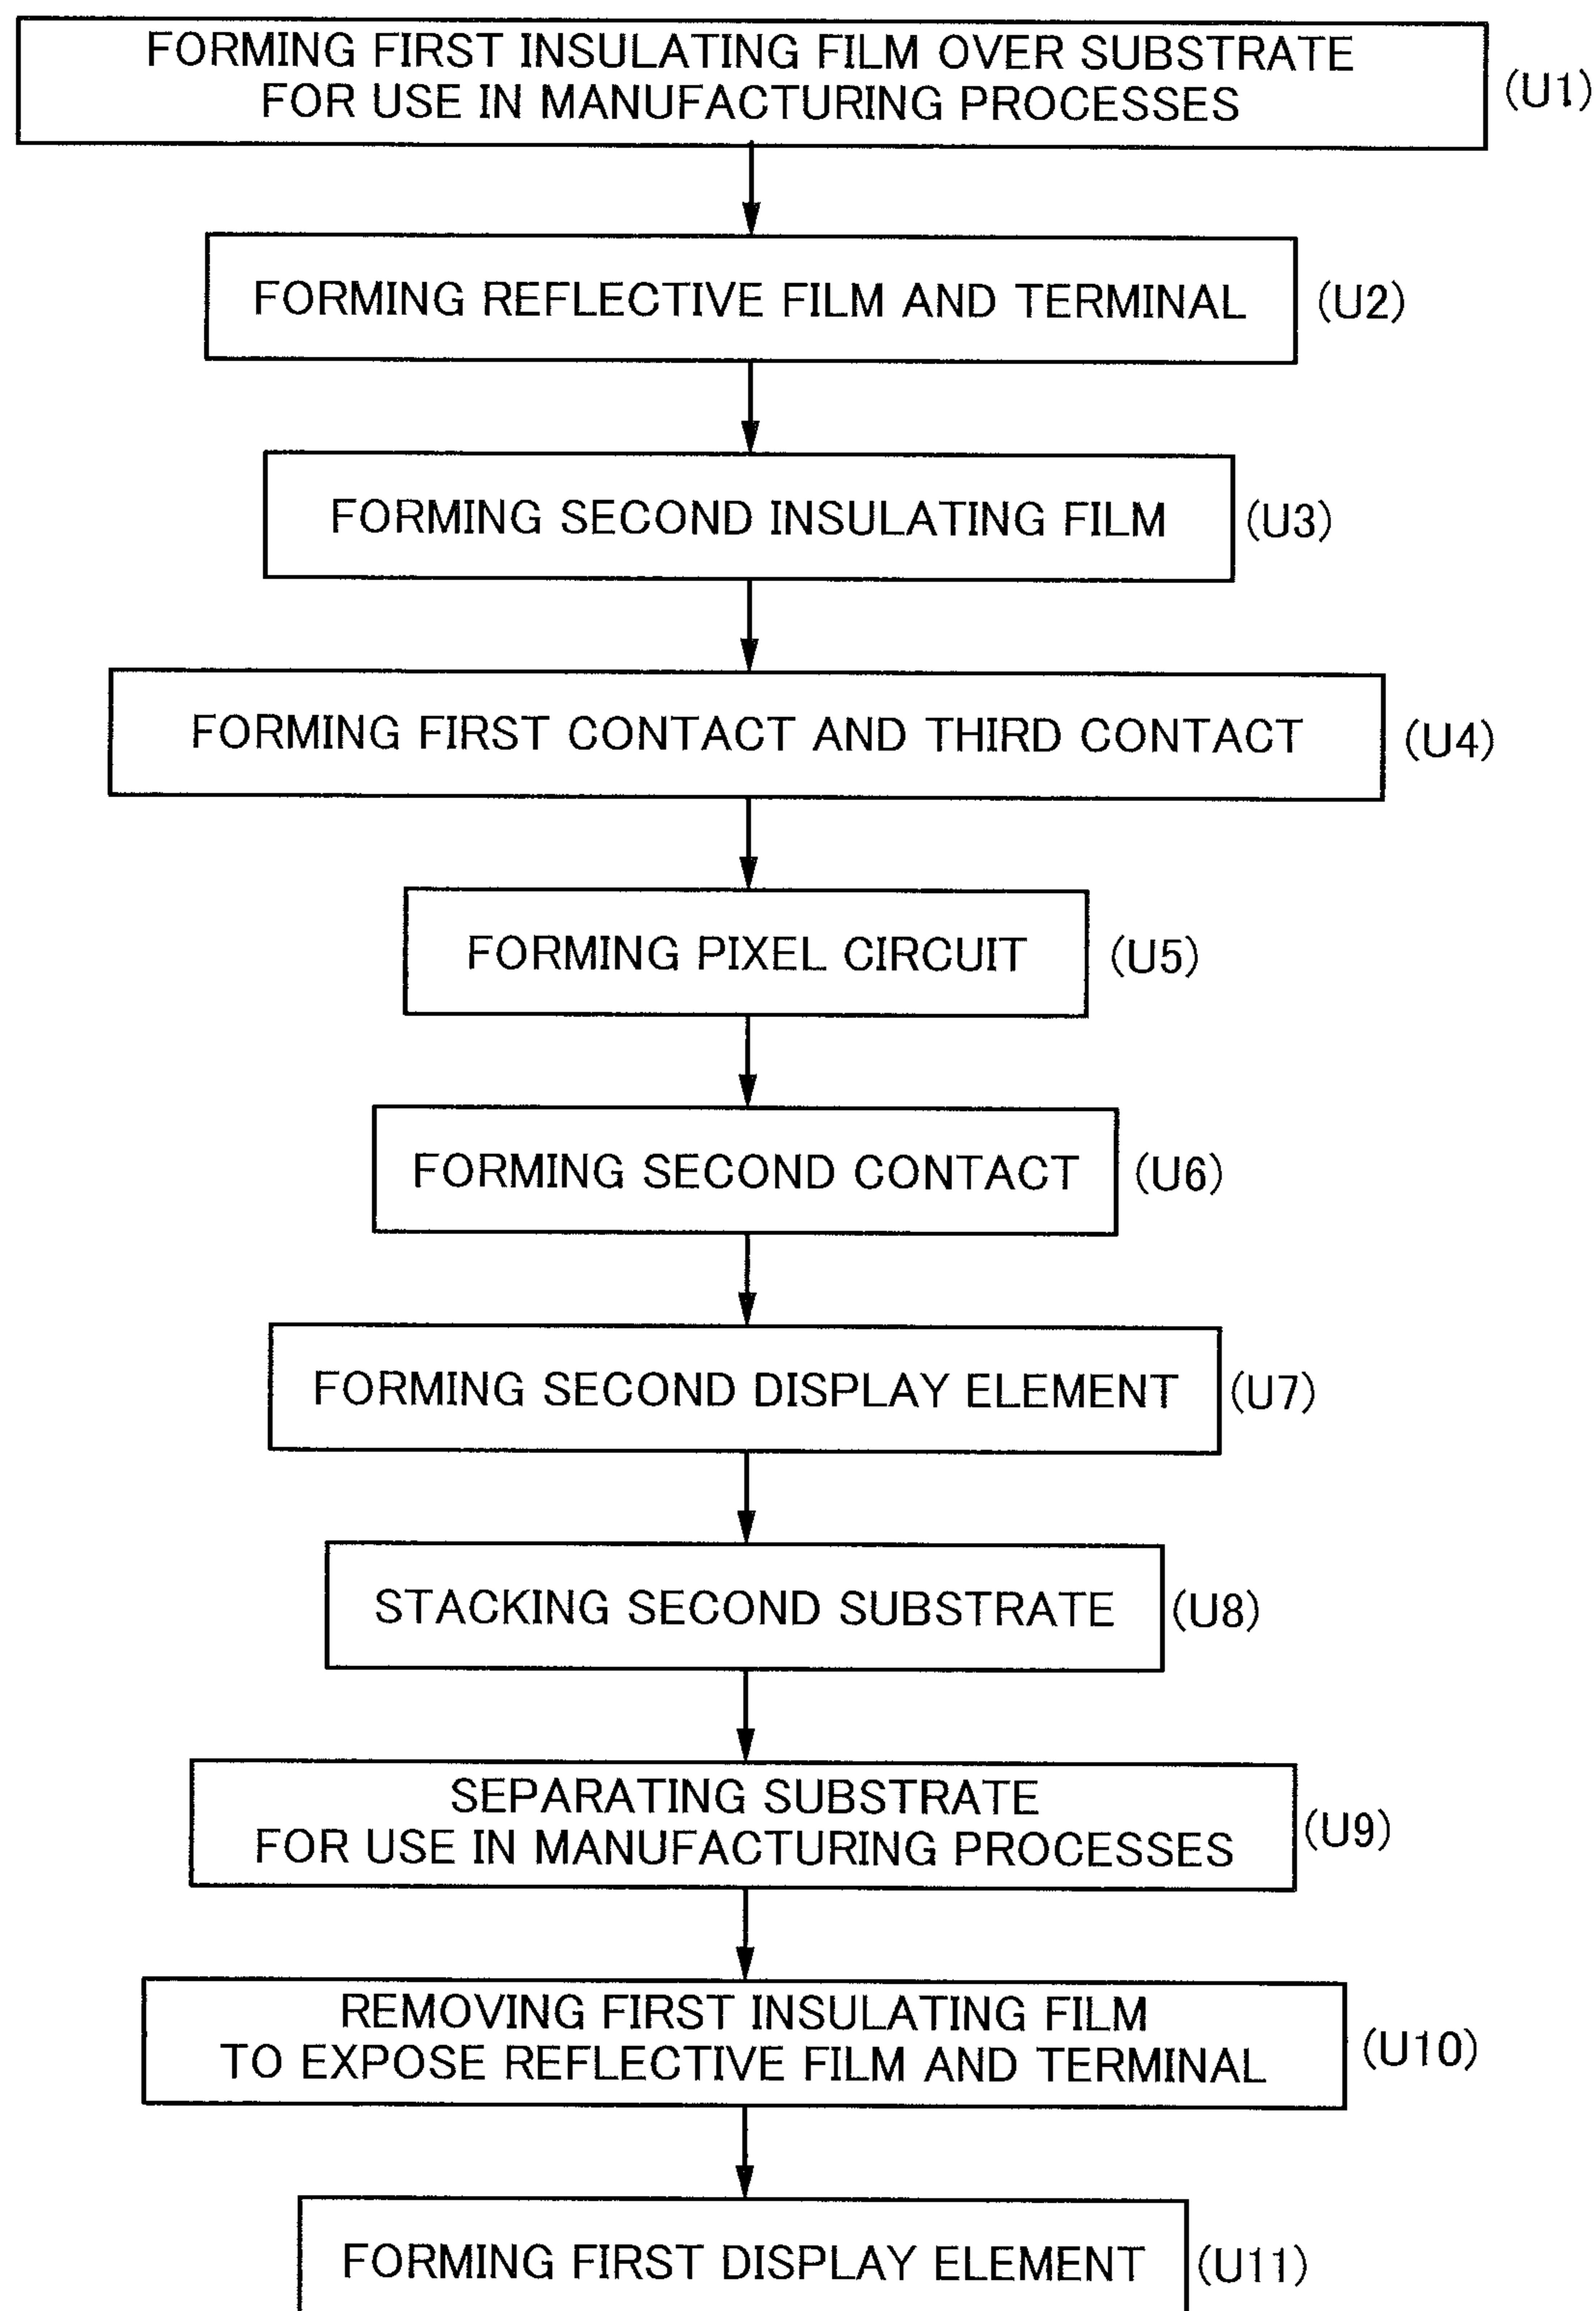 FORMING FIRST INSULATING FILM OVER SUBSTRATE
FOR USE IN MANUFACTURING PROCESSES
(U1)
FORMING REFLECTIVE FILM AND TERMINAL
(U2)
FORMING SECOND INSULATING FILM
(U3)
FORMING FIRST CONTACT AND THIRD CONTACT
(U4)
FORMING PIXEL CIRCUIT
(U5)
FORMING SECOND CONTACT
(U6)
FORMING SECOND DISPLAY ELEMENT
(U7)
STACKING SECOND SUBSTRATE
(U8)
SEPARATING SUBSTRATE
FOR USE IN MANUFACTURING PROCESSES
(U9)
REMOVING FIRST INSULATING FILM
TO EXPOSE REFLECTIVE FILM AND TERMINAL
(U10)
FORMING FIRST DISPLAY ELEMENT
(U11)